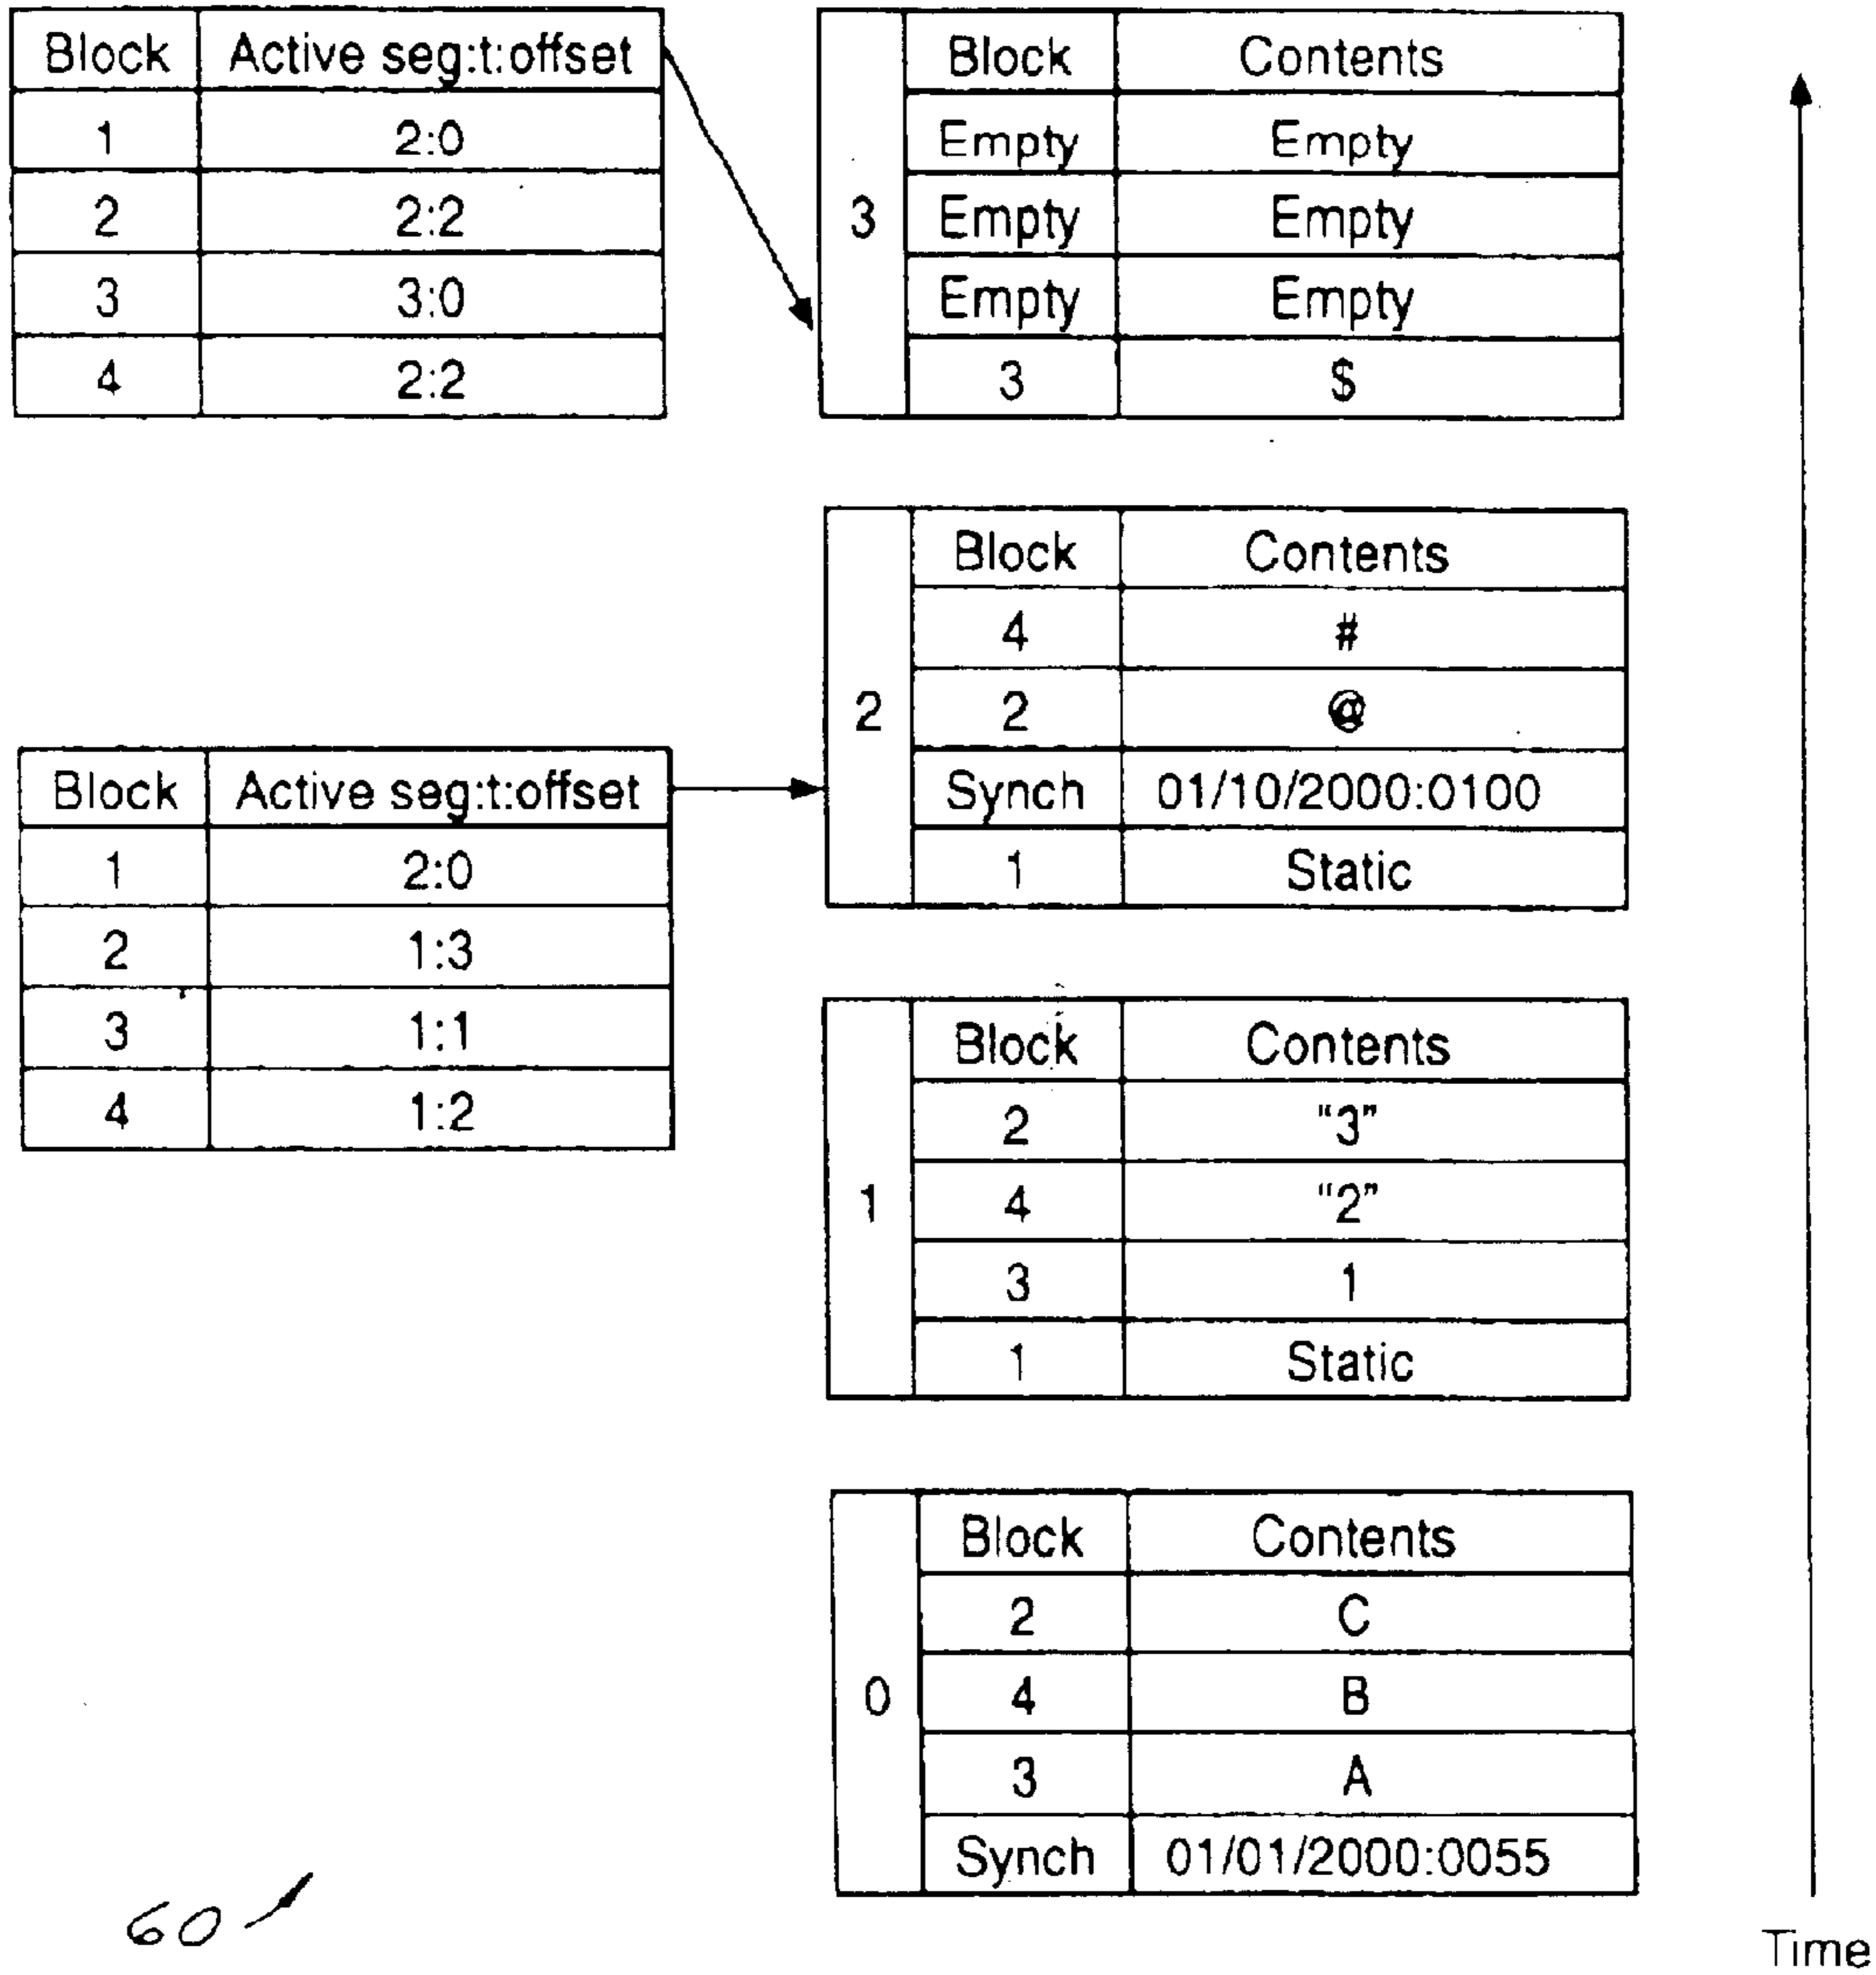 Block Active seg:t:offset
1 2:0
2 2:2
3 3:0
4 2:2
3
Block Contents
Empty Empty
Empty Empty
Empty Empty
3 $
2
Block Contents
4 #
2 @
Synch 01/10/2000:0100
1 Static
Block Active seg:t:offset
1 2:0
2 1:3
3 1:1
4 1:2
1
Block Contents
2 “3”
4 “2”
3 1
1 Static
0
Block Contents
2 C
4 B
3 A
Synch 01/01/2000:0055
60
Time